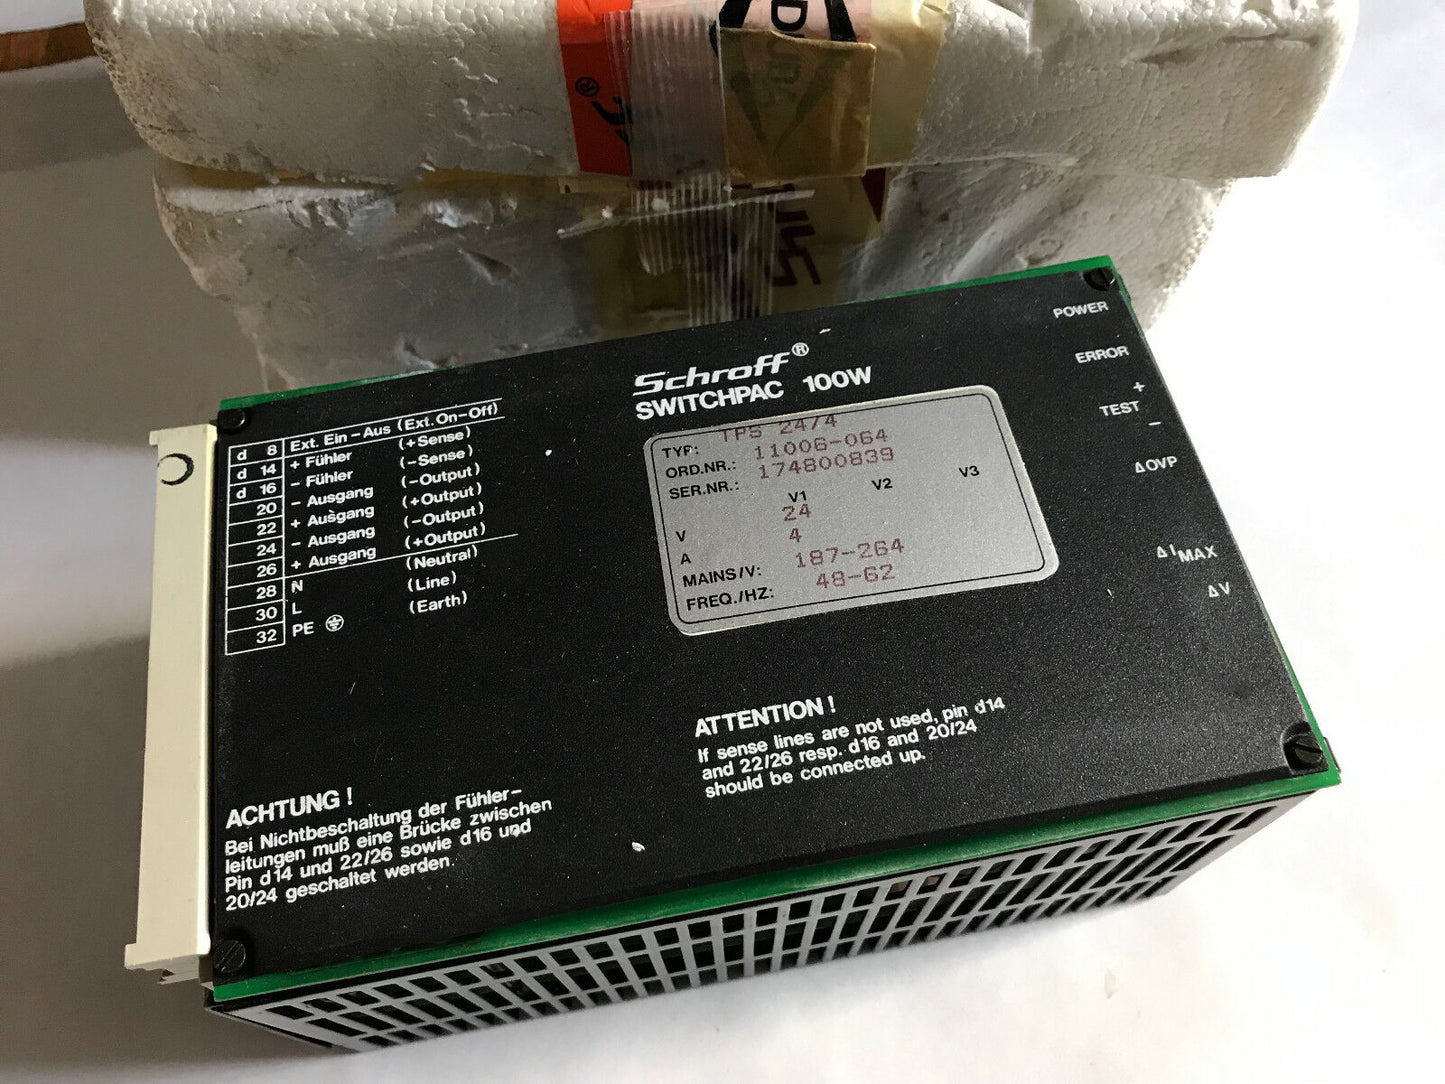 Schroff®
SWITCHPAC 100W
d 8 Ext. Ein-Aus (Ext. On-Off)
d 14 + Fühler (+Sense)
d 16 - Fühler (-Sense)
20 - Ausgang (-Output)
22 + Ausgang (+Output)
24 - Ausgang (-Output)
26 + Ausgang (+Output)
28 N (Neutral)
30 L (Line)
32 PE (Earth)
TYP: TPS 2474
ORD.NR.: 11006-064
SER.NR.: 174800839
V1 V2 V3
V 24
A 4
MAINS/V: 187-264
FREQ./HZ: 48-62
POWER
ERROR
+
TEST
-
Δ OVP
Δ IMAX
Δ V
ATTENTION!
If sense lines are not used, pin d14
and 22/26 resp. d16 and 20/24
should be connected up.
ACHTUNG!
Bei Nichtbeschaltung der Fühler-
leitungen muß eine Brücke zwischen
Pin d14 und 22/26 sowie d16 und
20/24 geschaltet werden.